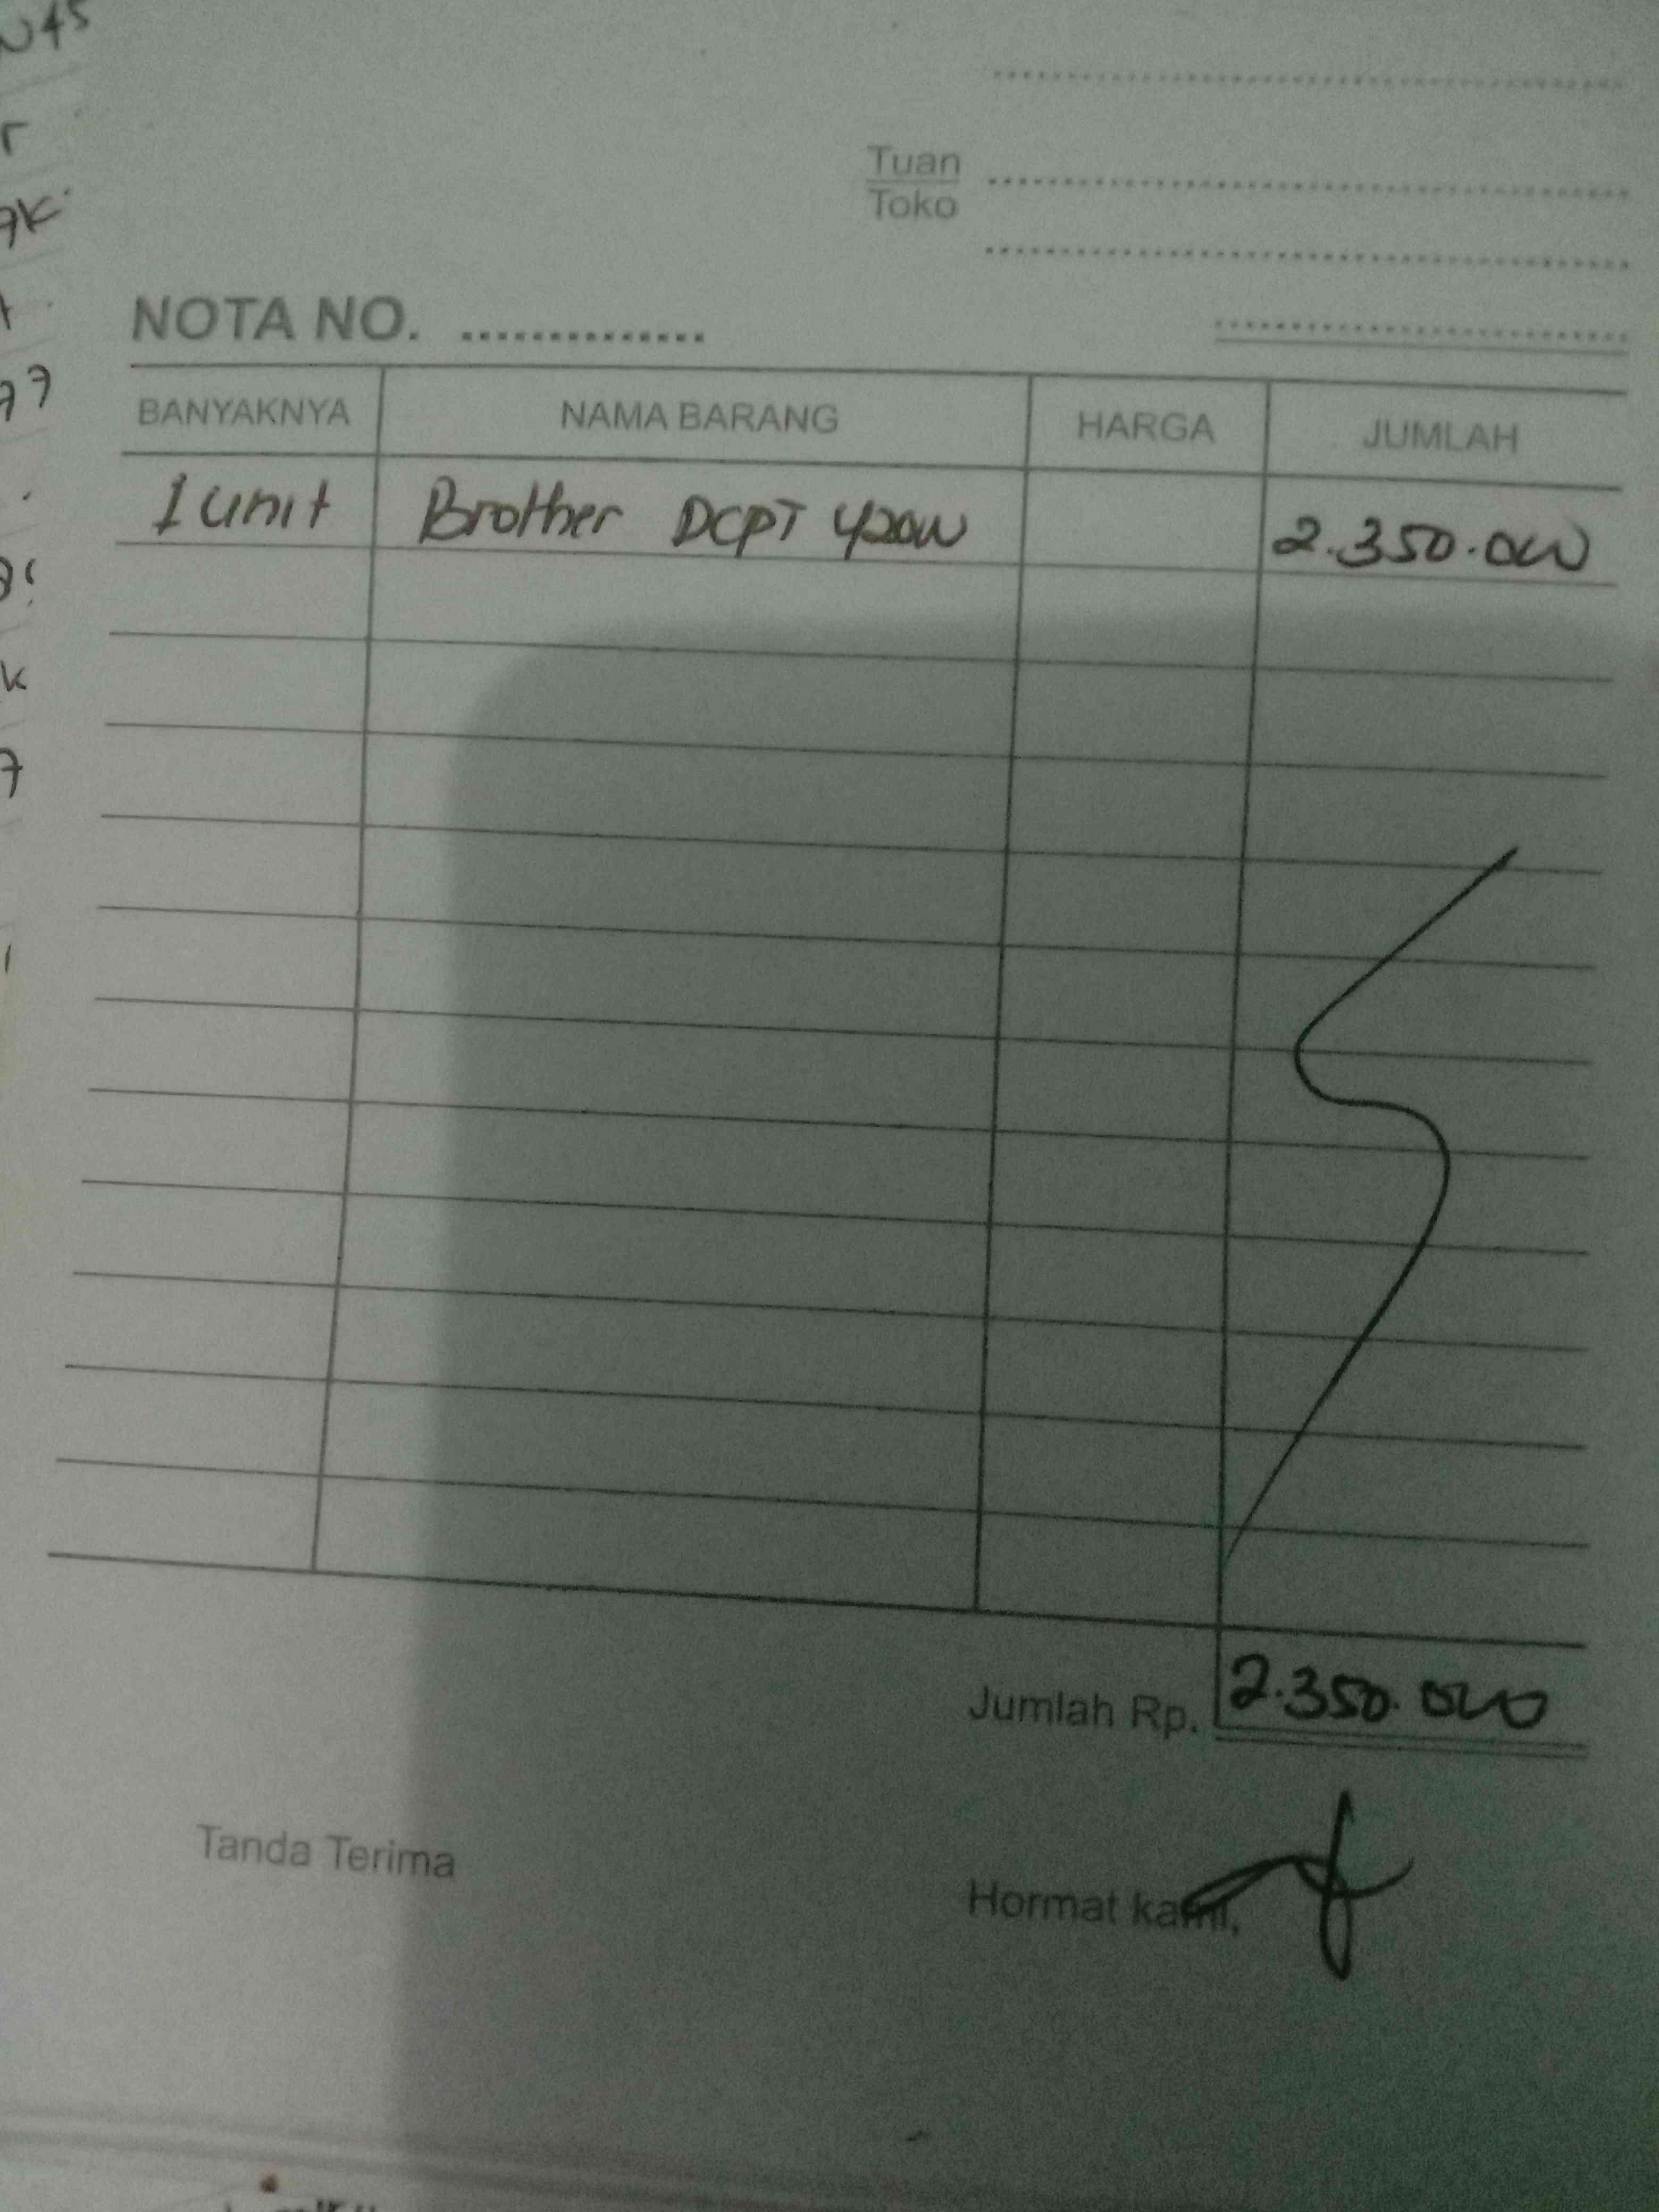 Tuan
Toko
NOTA NO. ..............
BANYAKNYA NAMA BARANG HARGA JUMLAH
1 unit Brother DCPT 420W 2.350.000
Jumlah Rp. 2.350.000
Tanda Terima
Hormat kami,